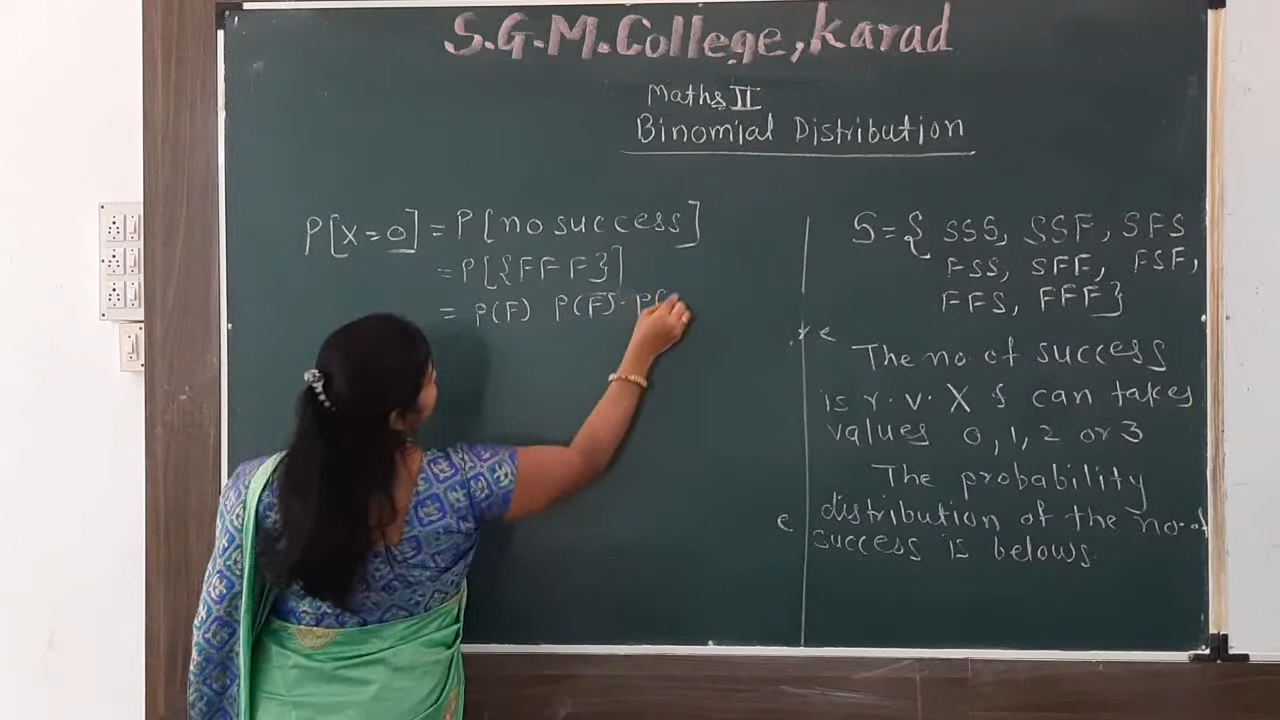 S.G.M.College, Karad
Maths II
Binomial Distribution
P[X=0] = P[no success]
= P[{FFF}]
= P(F) P(F)· P(
S={ SSS, SSF, SFS
FSS, SFF, FSF,
FFS, FFF}
The no of success
is r.v. X & can takes
values 0,1,2 or 3
The probability
distribution of the no. of
success is belows.